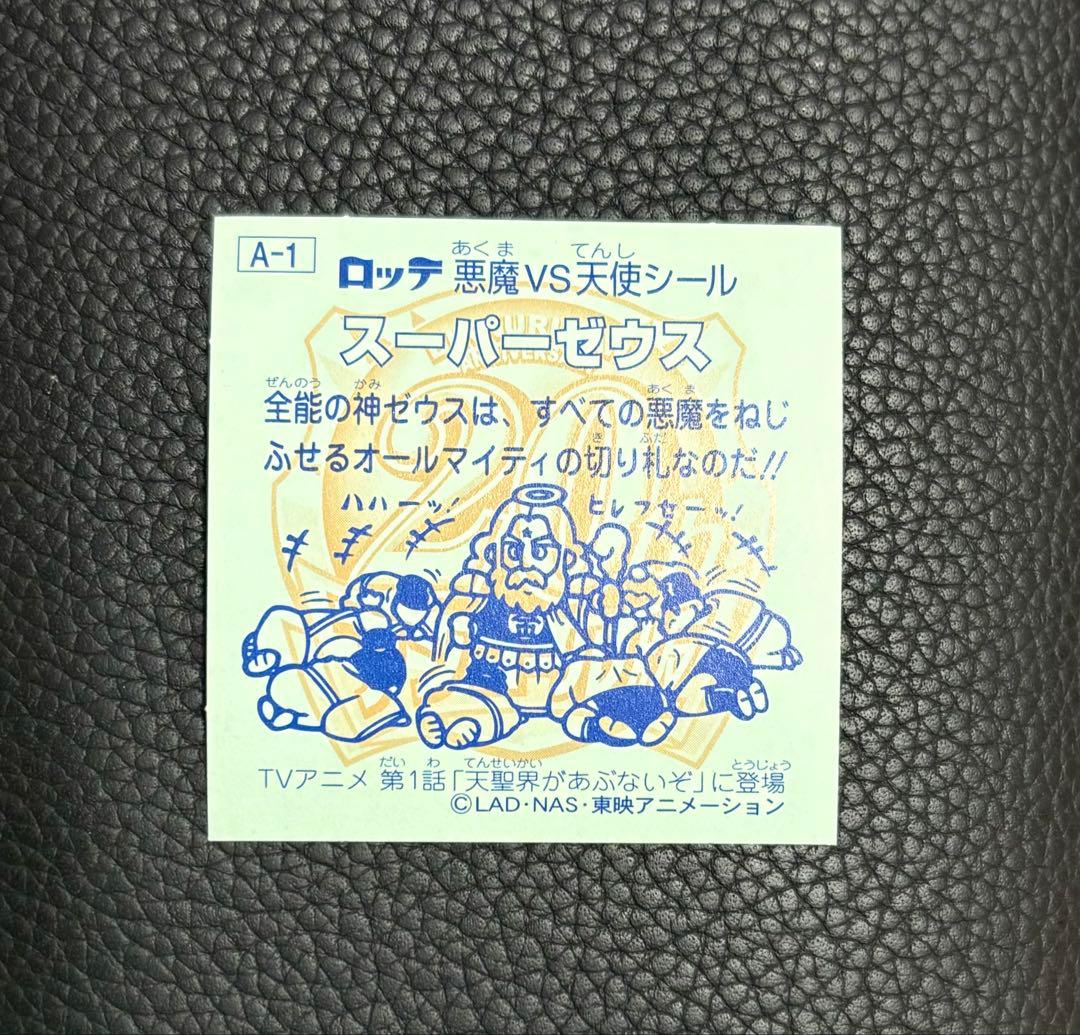 A-1
ロッテ 悪魔VS天使シール
あくま てんし
スーパーゼウス
ぜんのう かみ あくま
全能の神ゼウスは、すべての悪魔をねじ
き ふだ
ふせるオールマイティの切り札なのだ!!
ハハーッ! ヒレフセーッ!
20th
だい わ てんせいかい とうじょう
TVアニメ 第1話「天聖界があぶないぞ」に登場
©LAD・NAS・東映アニメーション